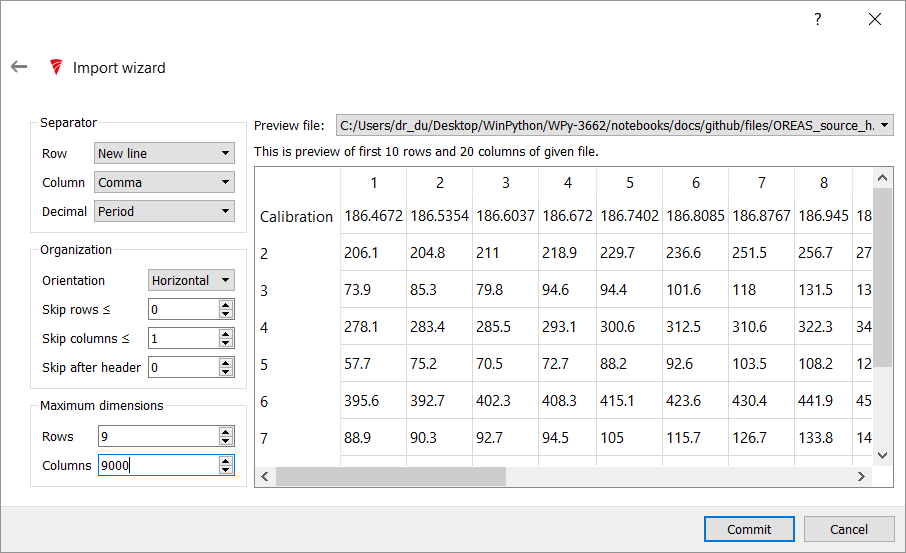 ?
Import wizard
Separator
Row New line
Column Comma
Decimal Period
Organization
Orientation Horizontal
Skip rows ≤ 0
Skip columns ≤ 1
Skip after header 0
Maximum dimensions
Rows 9
Columns 9000
Preview file: C:/Users/dr_du/Desktop/WinPython/WPy-3662/notebooks/docs/github/files/OREAS_source_h.
This is preview of first 10 rows and 20 columns of given file.
1 2 3 4 5 6 7 8
Calibration 186.4672 186.5354 186.6037 186.672 186.7402 186.8085 186.8767 186.945 18
2 206.1 204.8 211 218.9 229.7 236.6 251.5 256.7 27
3 73.9 85.3 79.8 94.6 94.4 101.6 118 131.5 13
4 278.1 283.4 285.5 293.1 300.6 312.5 310.6 322.3 34
5 57.7 75.2 70.5 72.7 88.2 92.6 103.5 108.2 12
6 395.6 392.7 402.3 408.3 415.1 423.6 430.4 441.9 45
7 88.9 90.3 92.7 94.5 105 115.7 126.7 133.8 14
Commit Cancel